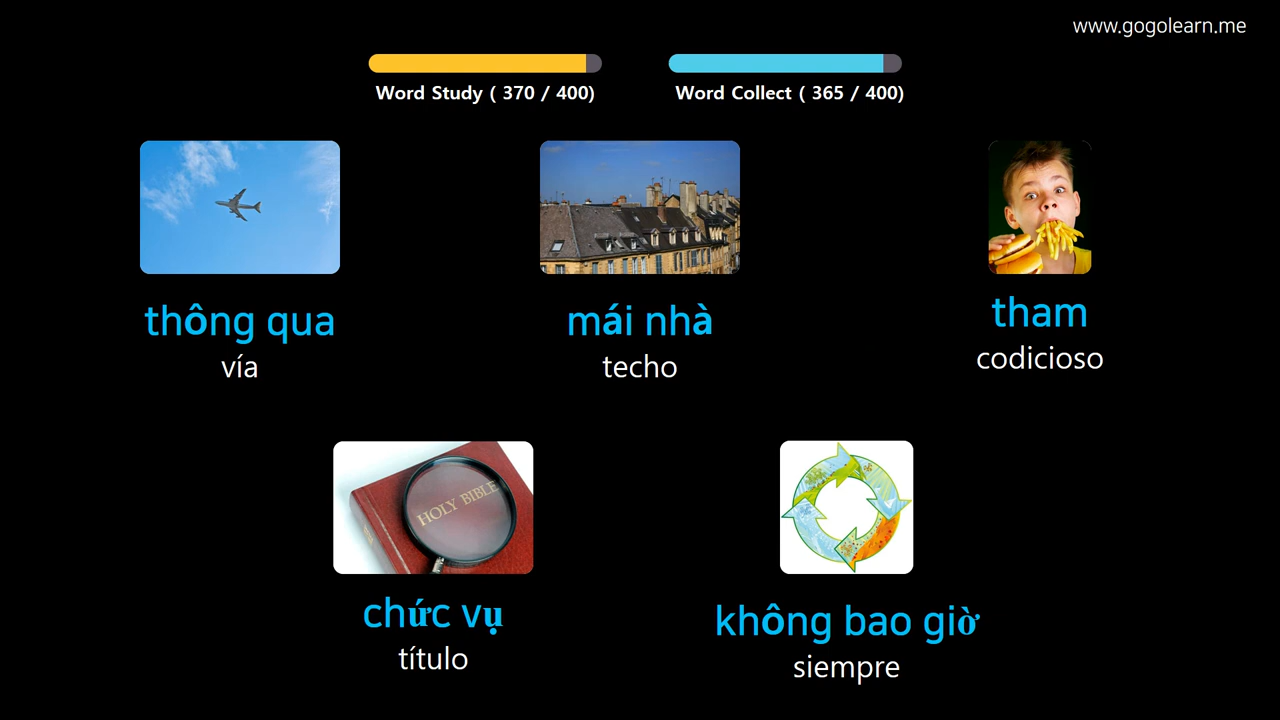 www.gogolearn.me
Word Study ( 370 / 400)
Word Collect ( 365 / 400)
thông qua
vía
mái nhà
techo
tham
codicioso
HOLY BIBLE
chức vụ
título
không bao giờ
siempre